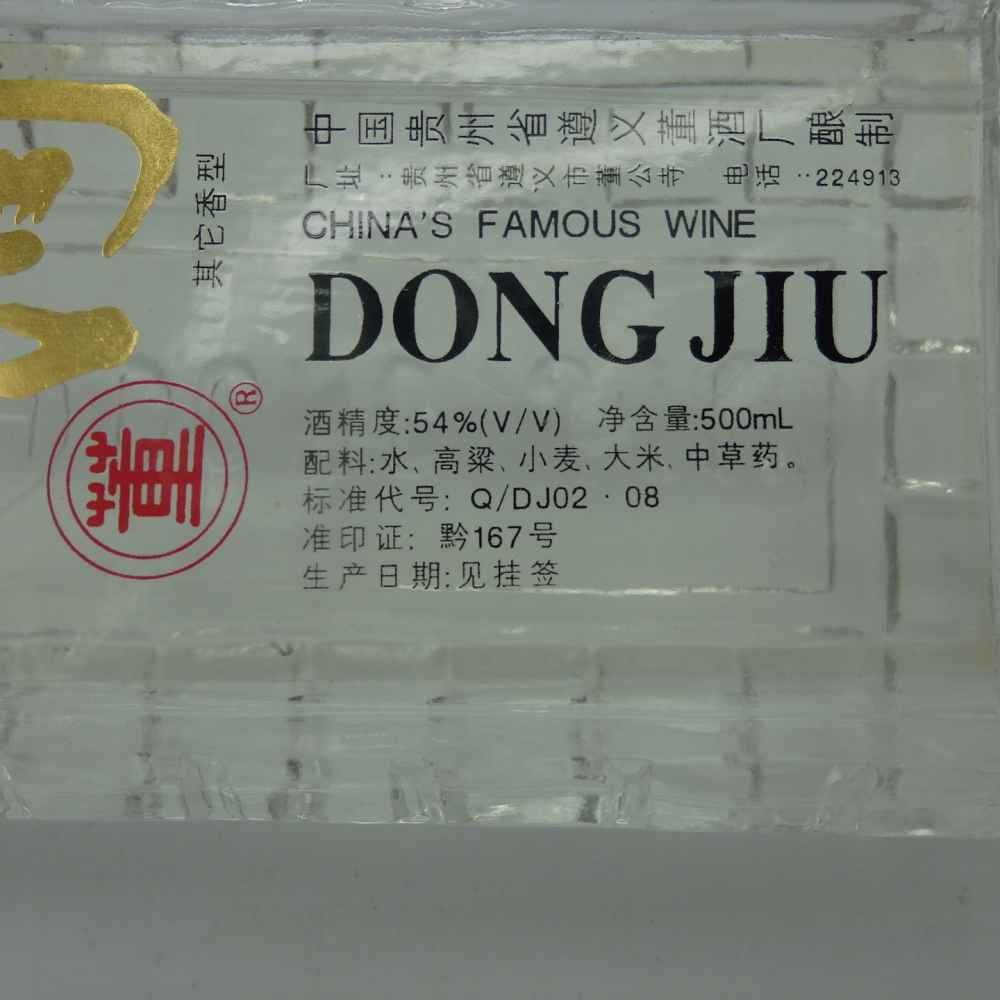 中国贵州省遵义董酒厂酿制
厂址:贵州省遵义市董公寺 电话:224913
CHINA'S FAMOUS WINE
DONG JIU
酒精度:54%(V/V) 净含量:500mL
配料:水、高粱、小麦、大米、中草药。
标准代号: Q/DJ02·08
准印证: 黔167号
生产日期:见挂签
其它香型
董
®